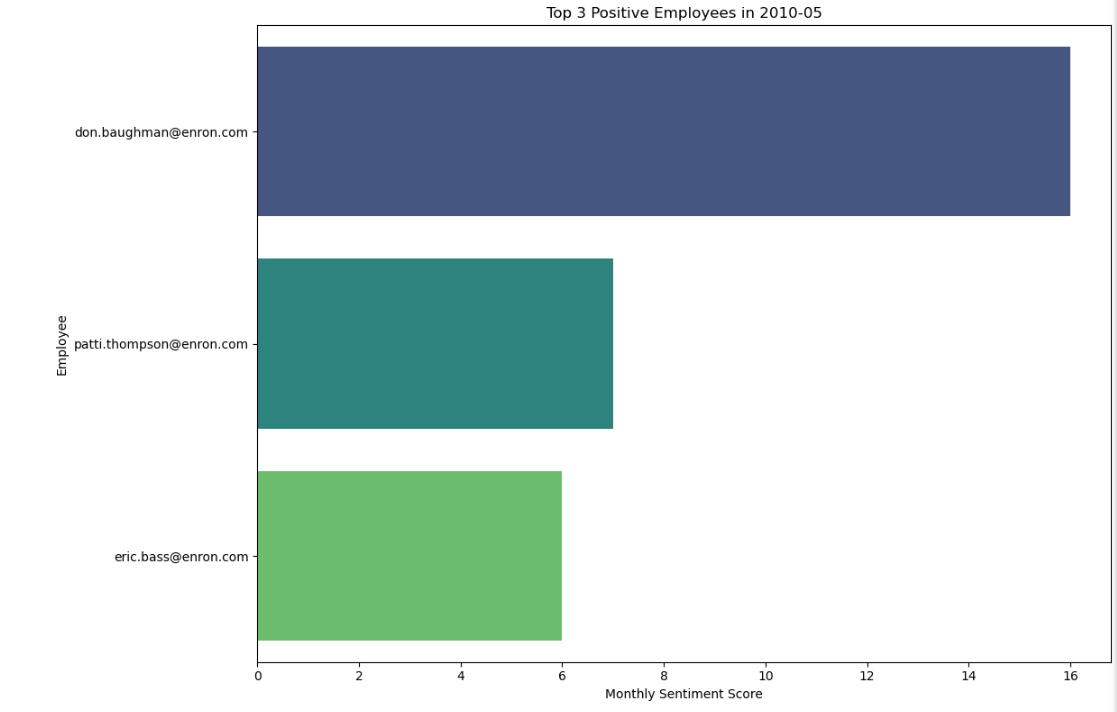 Top 3 Positive Employees in 2010-05
don.baughman@enron.com
patti.thompson@enron.com
eric.bass@enron.com
Employee
0 2 4 6 8 10 12 14 16
Monthly Sentiment Score